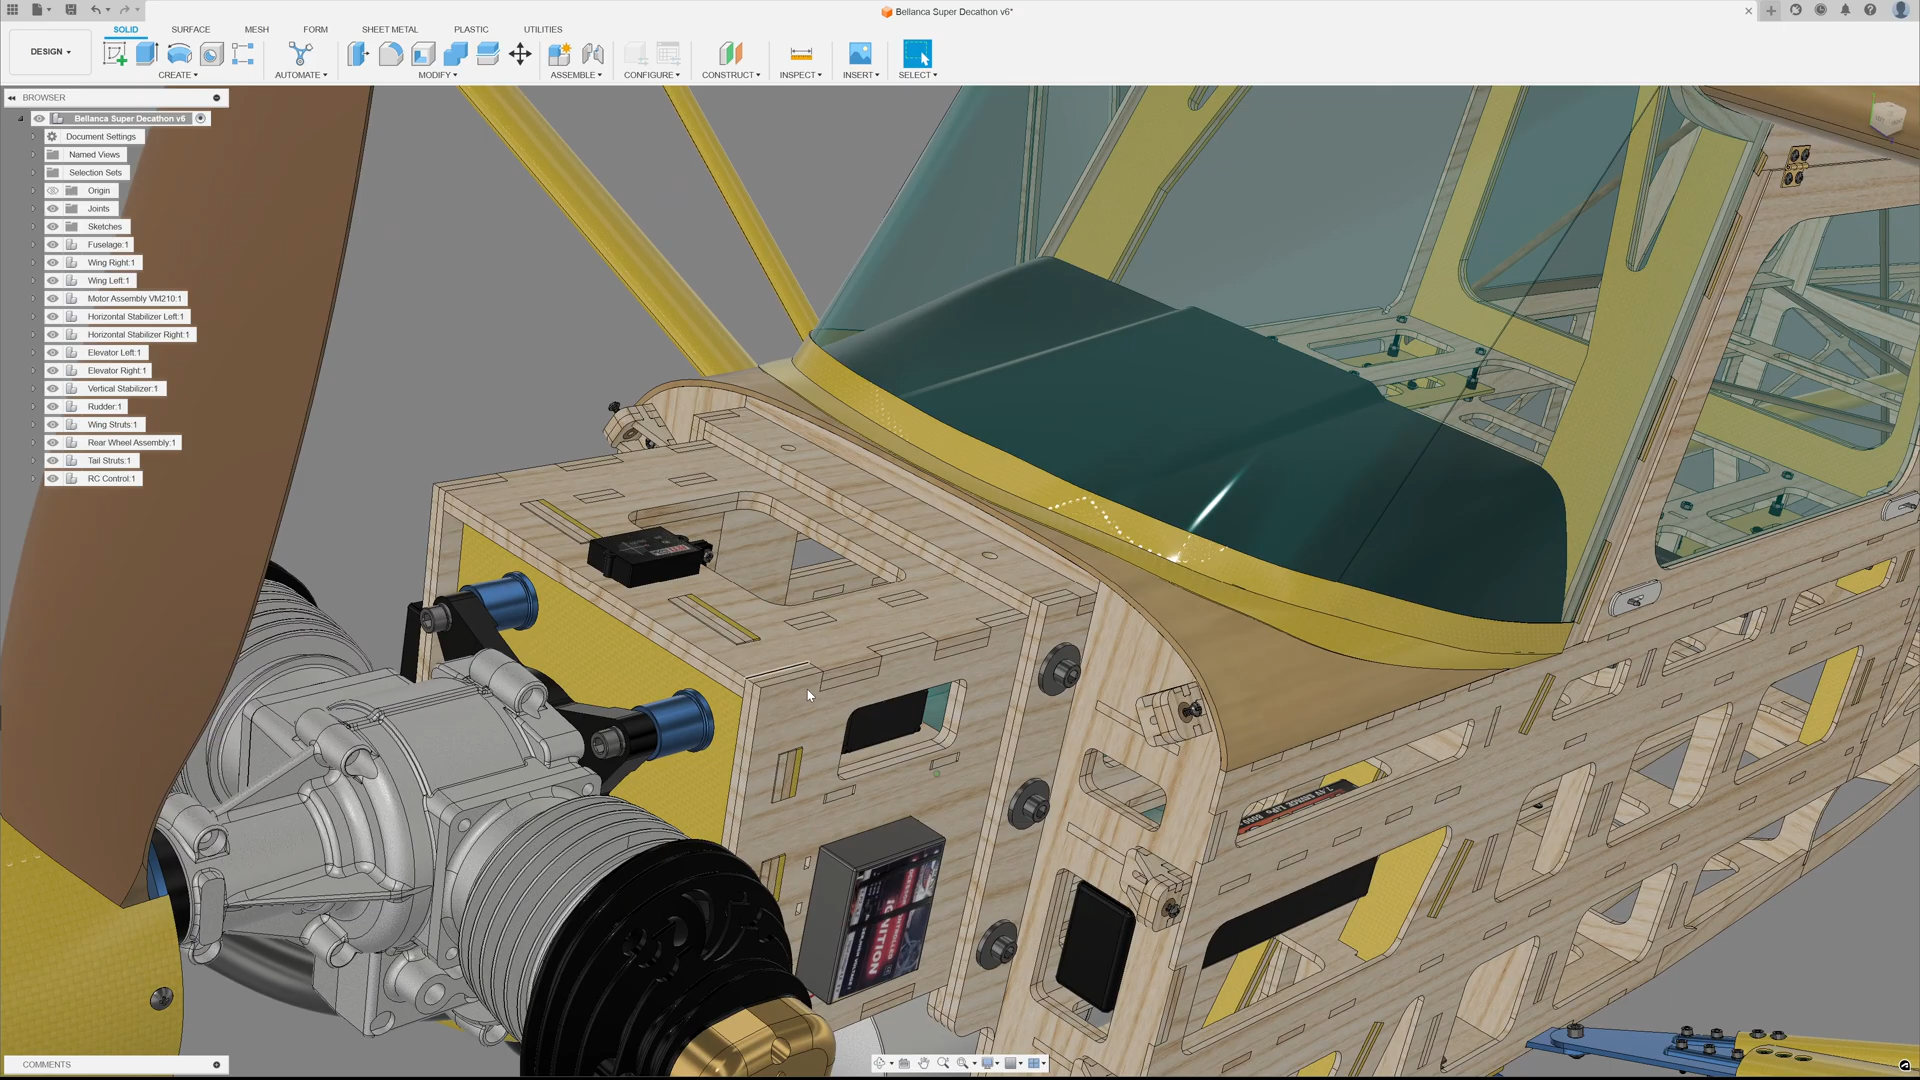 Bellanca Super Decathon v6*
SOLID SURFACE MESH FORM SHEET METAL PLASTIC UTILITIES
DESIGN
CREATE AUTOMATE MODIFY ASSEMBLE CONFIGURE CONSTRUCT INSPECT INSERT SELECT
BROWSER
Bellanca Super Decathon v6
Document Settings
Named Views
Selection Sets
Origin
Joints
Sketches
Fuselage:1
Wing Right:1
Wing Left:1
Motor Assembly VM210:1
Horizontal Stabilizer Left:1
Horizontal Stabilizer Right:1
Elevator Left:1
Elevator Right:1
Vertical Stabilizer:1
Rudder:1
Wing Struts:1
Rear Wheel Assembly:1
Tail Struts:1
RC Control:1
IGNITION
COMMENTS